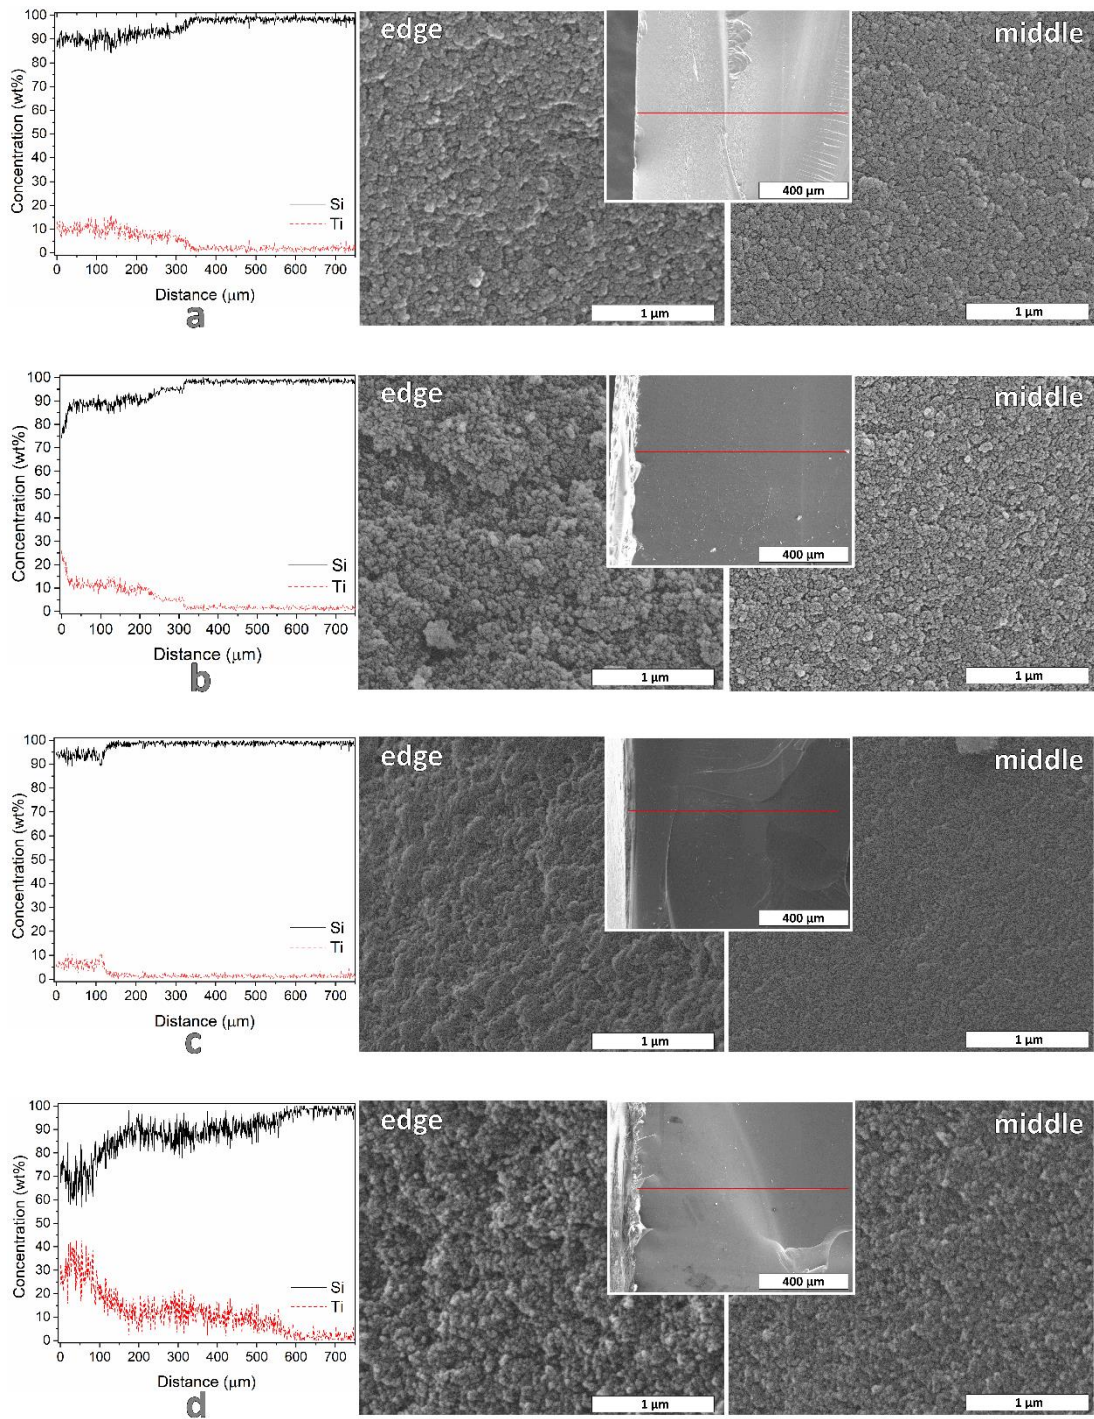 100
90
80
70
60
50
40
30
20
10
0
Concentration (wt%)
Si
Ti
0 100 200 300 400 500 600 700
Distance (μm)
a
edge
400 μm
middle
1 μm
1 μm
100
90
80
70
60
50
40
30
20
10
0
Concentration (wt%)
Si
Ti
0 100 200 300 400 500 600 700
Distance (μm)
b
edge
400 μm
middle
1 μm
1 μm
100
90
80
70
60
50
40
30
20
10
0
Concentration (wt%)
Si
Ti
0 100 200 300 400 500 600 700
Distance (μm)
c
edge
400 μm
middle
1 μm
1 μm
100
90
80
70
60
50
40
30
20
10
0
Concentration (wt%)
Si
Ti
0 100 200 300 400 500 600 700
Distance (μm)
d
edge
400 μm
middle
1 μm
1 μm